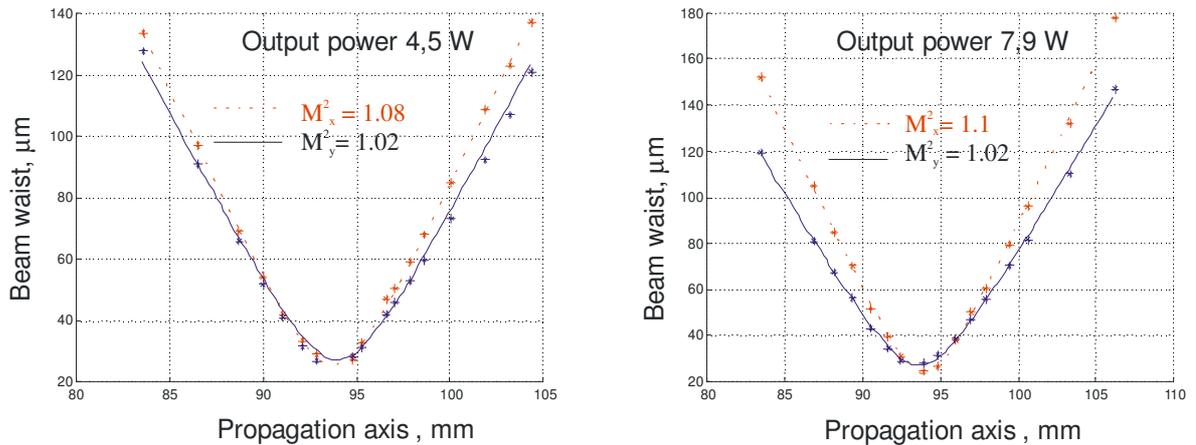 Output power 4,5 W
M²ₓ = 1.08
M²ᵧ= 1.02
Beam waist, μm
140
120
100
80
60
40
20
80
85
90
95
100
105
Propagation axis , mm
Output power 7,9 W
M²ₓ= 1.1
M²ᵧ = 1.02
Beam waist, μm
180
160
140
120
100
80
60
40
20
80
85
90
95
100
105
110
Propagation axis , mm